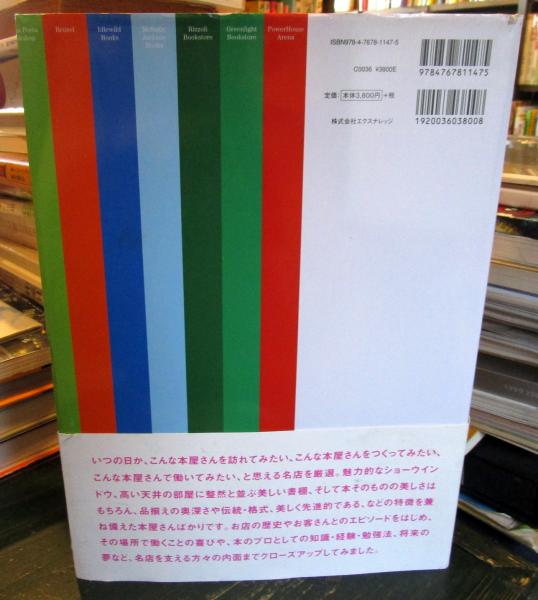 Brazos
Idlewild
Books
McNally
Jackson
Books
Rizzoli
Bookstore
Greenlight
Bookstore
PowerHouse
Arena
ISBN978-4-7678-1147-5
C0036 ¥3800E
定価: 本体3,800円 +税
株式会社エクスナレッジ
9784767811475
1920036038008
いつの日か、こんな本屋さんを訪れてみたい、こんな本屋さんをつくってみたい、
こんな本屋さんで働いてみたい、と思える名店を厳選。魅力的なショーウイン
ドウ、高い天井の部屋に整然と並ぶ美しい書棚、そして本そのものの美しさは
もちろん、品揃えの奥深さや伝統・格式、美しく先進的である、などの特徴を兼
ね備えた本屋さんばかりです。お店の歴史やお客さんとのエピソードをはじめ、
その場所で働くことの喜びや、本のプロとしての知識・経験・勉強法、将来の
夢など、名店を支える方々の内面までクローズアップしてみました。